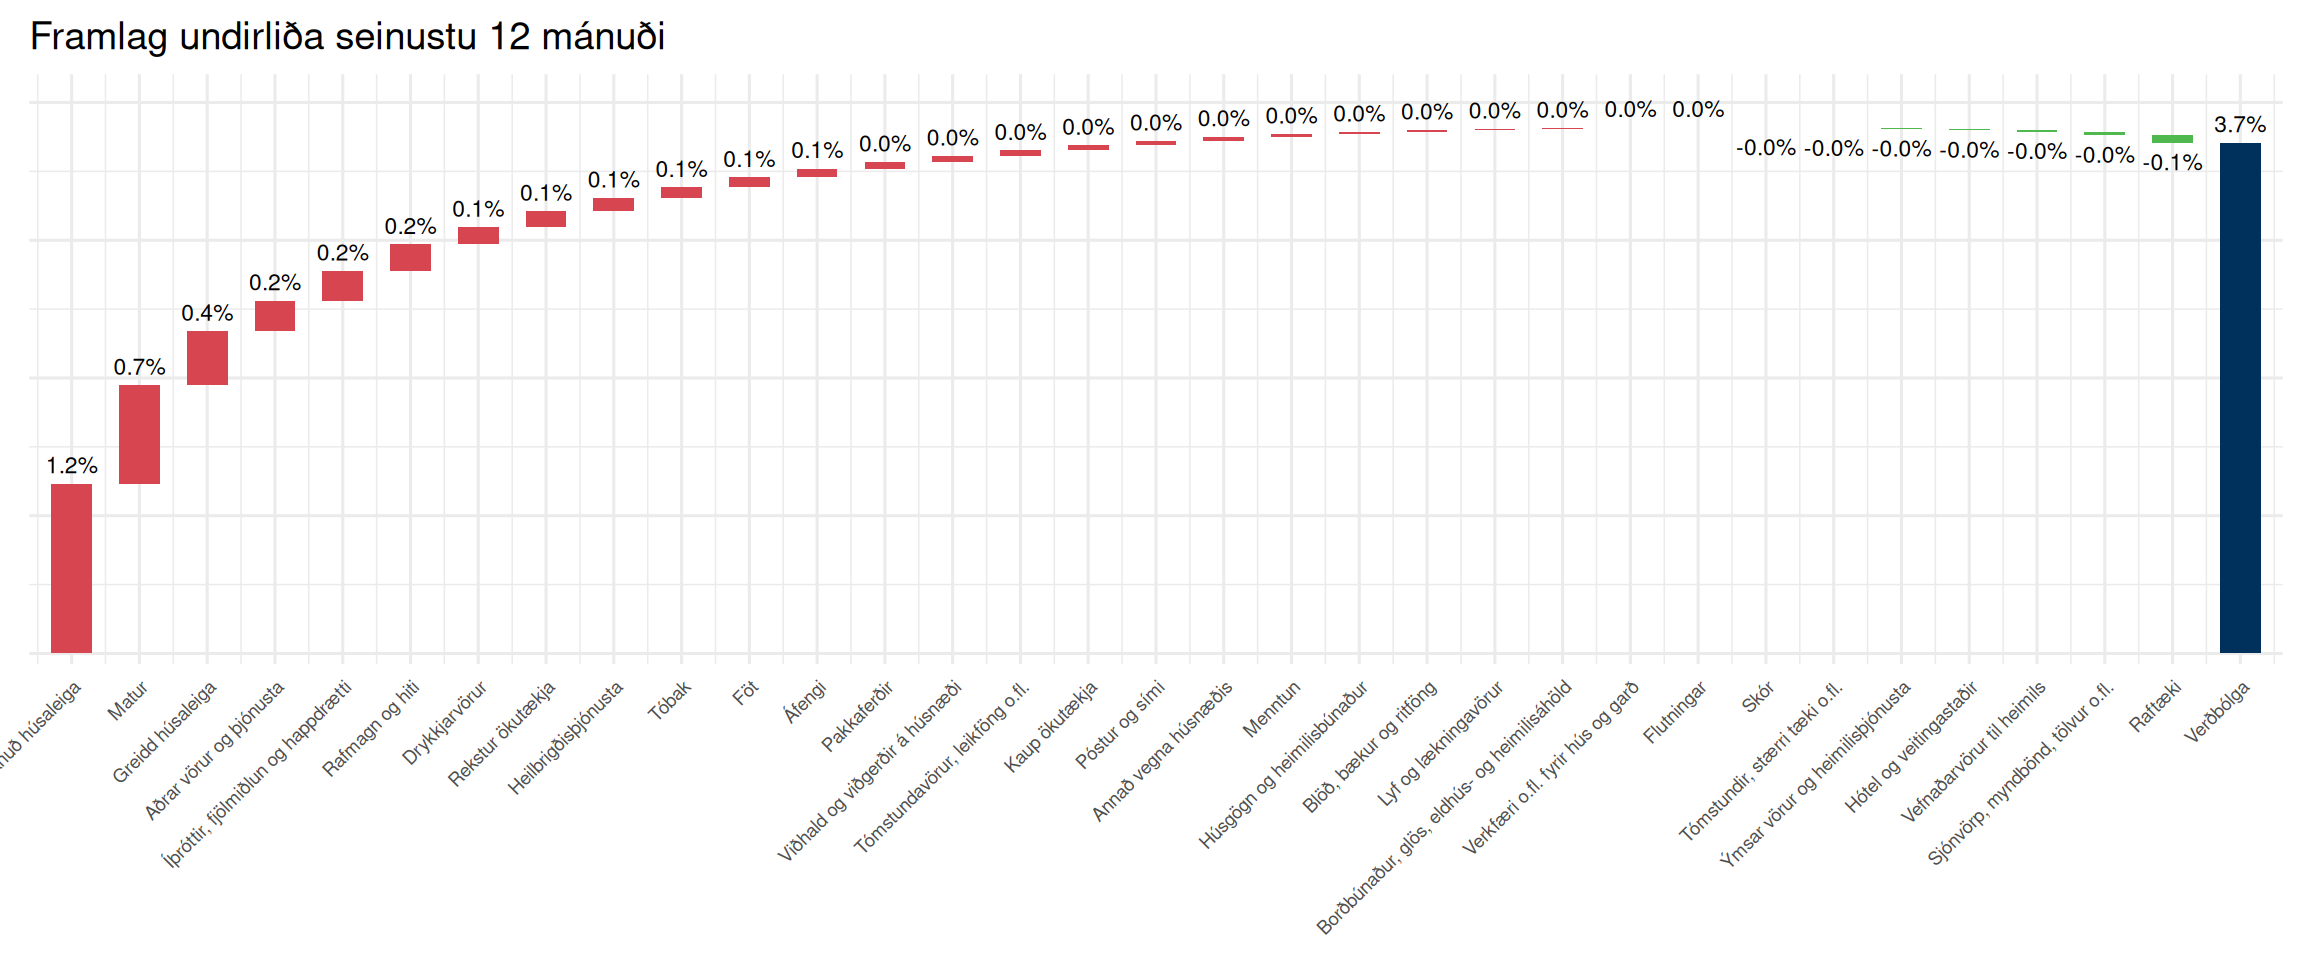 Framlag undirliða seinustu 12 mánuði
1.2%
0.7%
0.4%
0.2%
0.2%
0.2%
0.1%
0.1%
0.1%
0.1%
0.1%
0.1%
0.0%
0.0%
0.0%
0.0%
0.0%
0.0%
0.0%
0.0%
0.0%
0.0%
0.0%
0.0%
0.0%
-0.0%
-0.0%
-0.0%
-0.0%
-0.0%
-0.0%
-0.1%
3.7%
húsaleiga
Matur
Greidd húsaleiga
Aðrar vörur og þjónusta
Íþróttir, fjölmiðlun og happdrætti
Rafmagn og hiti
Drykkjarvörur
Rekstur ökutækja
Heilbrigðisþjónusta
Tóbak
Föt
Áfengi
Pakkaferðir
Viðhald og viðgerðir á húsnæði
Tómstundavörur, leikföng o.fl.
Kaup ökutækja
Póstur og sími
Annað vegna húsnæðis
Menntun
Húsgögn og heimilisbúnaður
Blöð, bækur og ritföng
Lyf og lækningavörur
Borðbúnaður, glös, eldhús- og heimilisáhöld
Verkfæri o.fl. fyrir hús og garð
Flutningar
Skór
Tómstundir, stærri tæki o.fl.
Ýmsar vörur og heimilisþjónusta
Hótel og veitingastaðir
Vefnaðarvörur til heimils
Sjónvörp, myndbönd, tölvur o.fl.
Raftæki
Verðbólga